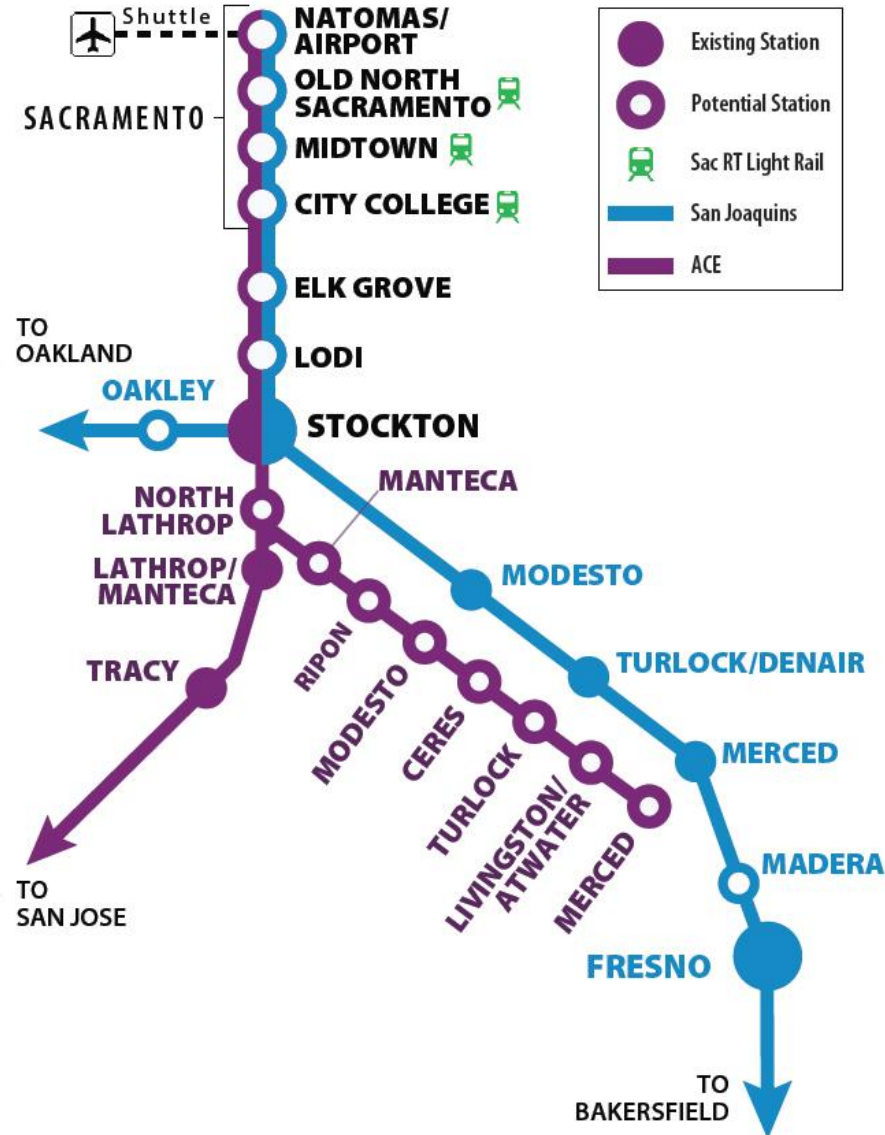 Shuttle
NATOMAS/
AIRPORT
OLD NORTH
SACRAMENTO
SACRAMENTO
MIDTOWN
CITY COLLEGE
ELK GROVE
LODI
TO
OAKLAND
OAKLEY
STOCKTON
MANTECA
NORTH
LATHROP
LATHROP/
MANTECA
TRACY
RIPON
MODESTO
CERES
TURLOCK
LIVINGSTON/
ATWATER
MERCED
TO
SAN JOSE
MODESTO
TURLOCK/DENAIR
MERCED
MADERA
FRESNO
TO
BAKERSFIELD
Existing Station
Potential Station
Sac RT Light Rail
San Joaquins
ACE